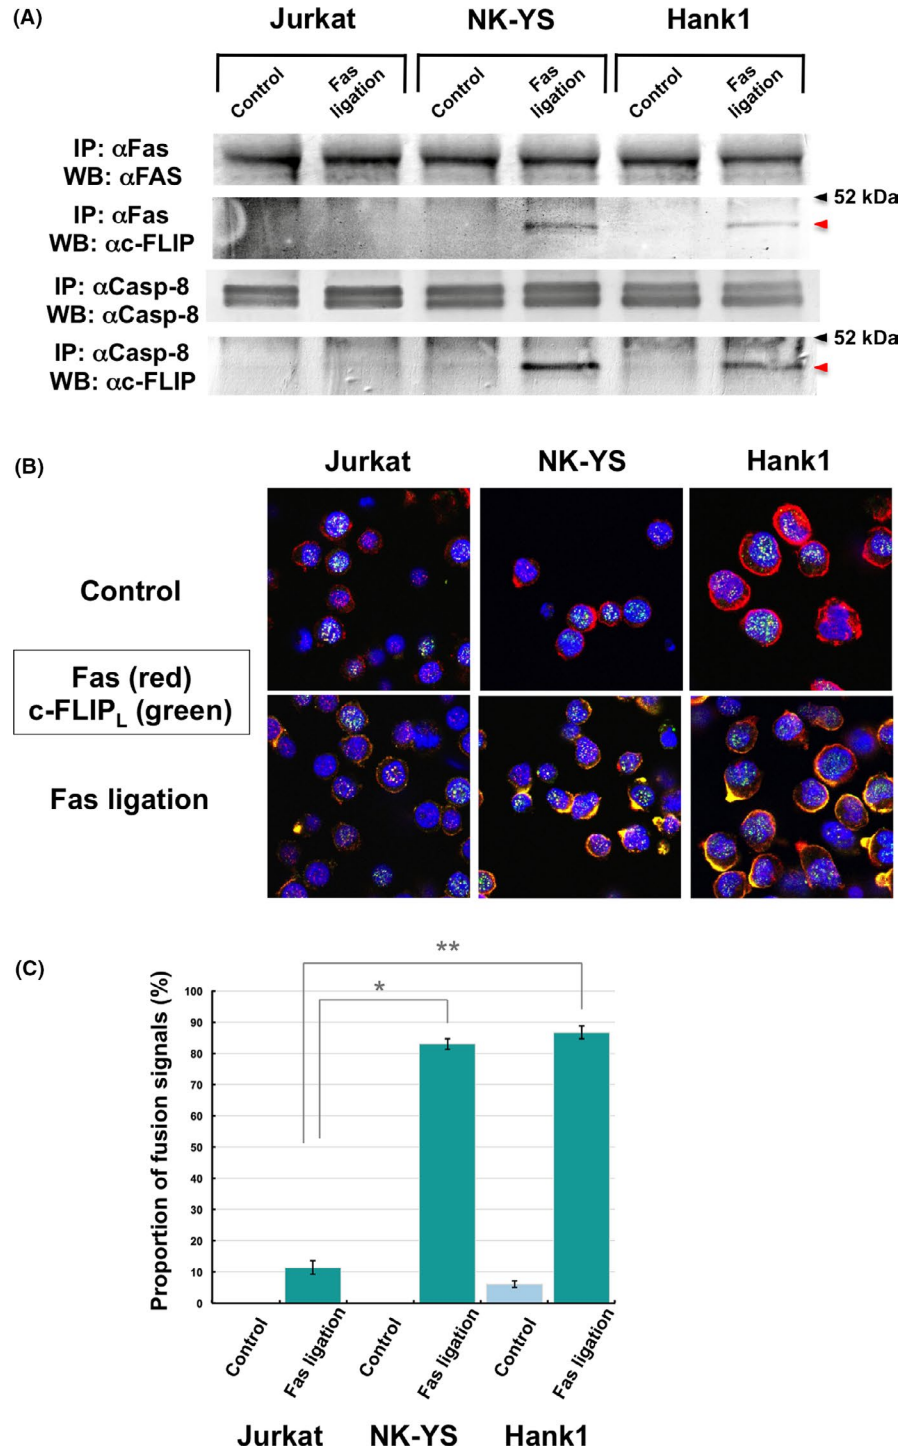 (A)
Jurkat NK-YS Hank1
Control Fas ligation Control Fas ligation Control Fas ligation
IP: αFas
WB: αFAS
52 kDa
IP: αFas
WB: αc-FLIP
IP: αCasp-8
WB: αCasp-8
52 kDa
IP: αCasp-8
WB: αc-FLIP
(B)
Jurkat NK-YS Hank1
Control
Fas (red)
c-FLIPL (green)
Fas ligation
(C)
**
*
Proportion of fusion signals (%)
100
90
80
70
60
50
40
30
20
10
0
Control Fas ligation Control Fas ligation Control Fas ligation
Jurkat NK-YS Hank1